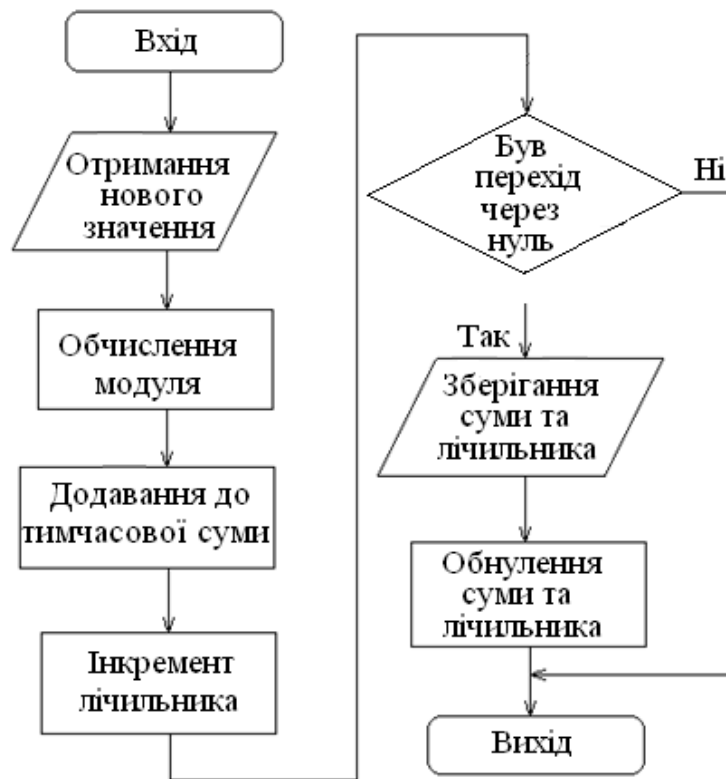 Вхід
Отримання
нового
значення
Обчислення
модуля
Додавання до
тимчасової суми
Інкремент
лічильника
Був
перехід
через
нуль
Ні
Так
Зберігання
суми та
лічильника
Обнулення
суми та
лічильника
Вихід